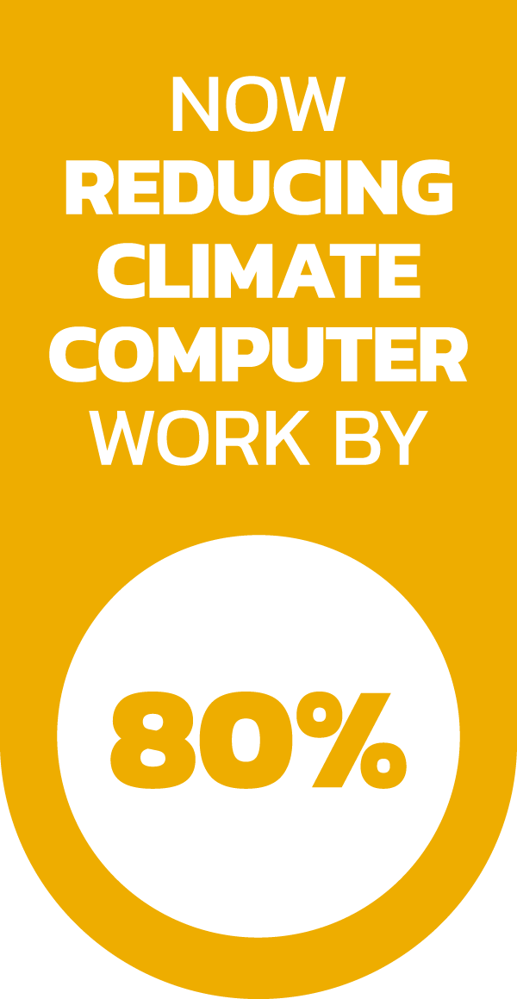 NOW
REDUCING
CLIMATE
COMPUTER
WORK BY
80%